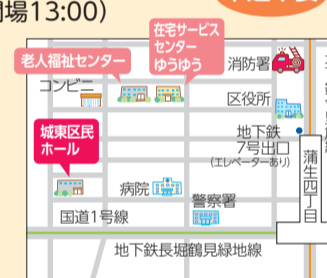 場13:00)
在宅サービス
センター
ゆうゆう
老人福祉センター
消防署
コンビニ
区役所
城東区民
ホール
地下鉄
7号出口
(エレベーターあり)
蒲生四丁目
病院
警察署
国道1号線
地下鉄長堀鶴見緑地線